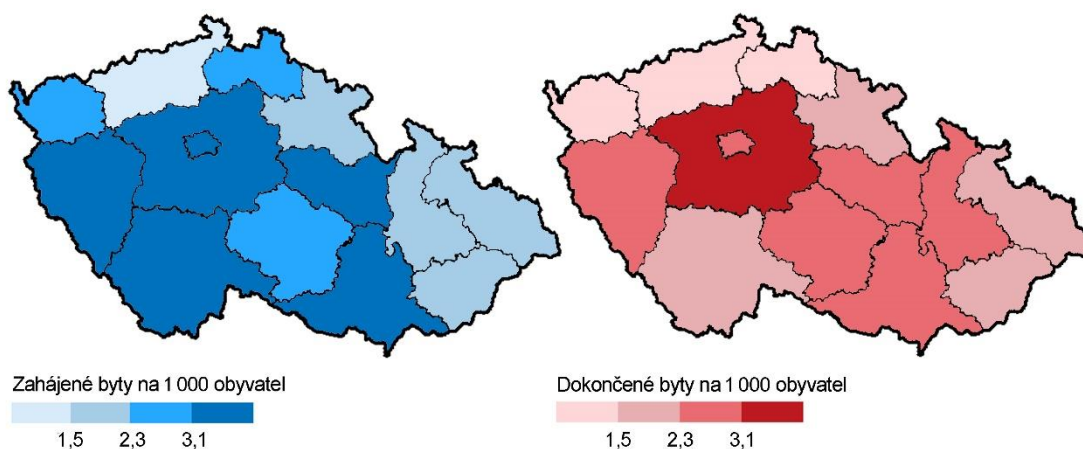 Zahájené byty na 1 000 obyvatel
1,5 2,3 3,1
Dokončené byty na 1 000 obyvatel
1,5 2,3 3,1